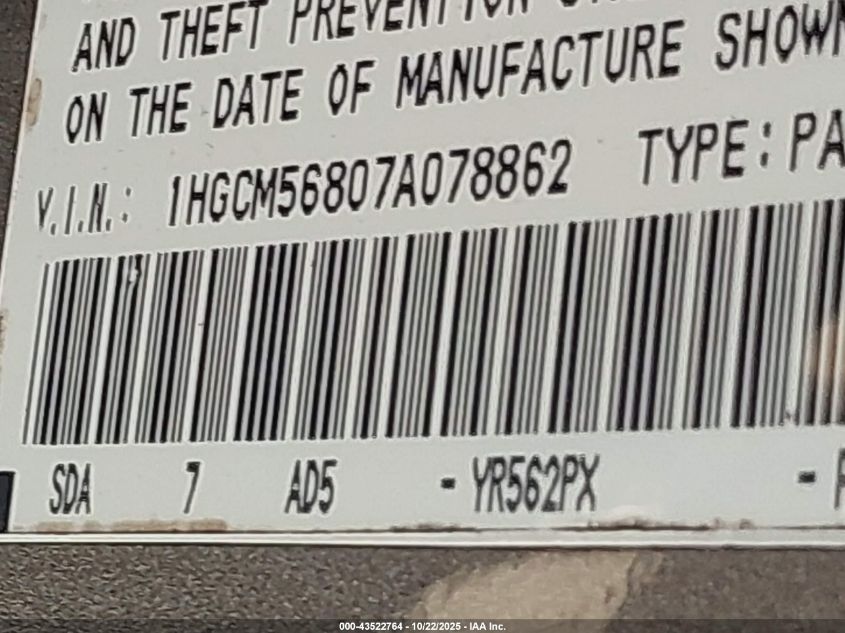 AND THEFT PREVENTION
ON THE DATE OF MANUFACTURE SHOWN
V.I.N.: 1HGCM56807A078862 TYPE: PA
SDA 7 AD5 - YR562PX -
000-43522764 - 10/22/2025 - IAA Inc.